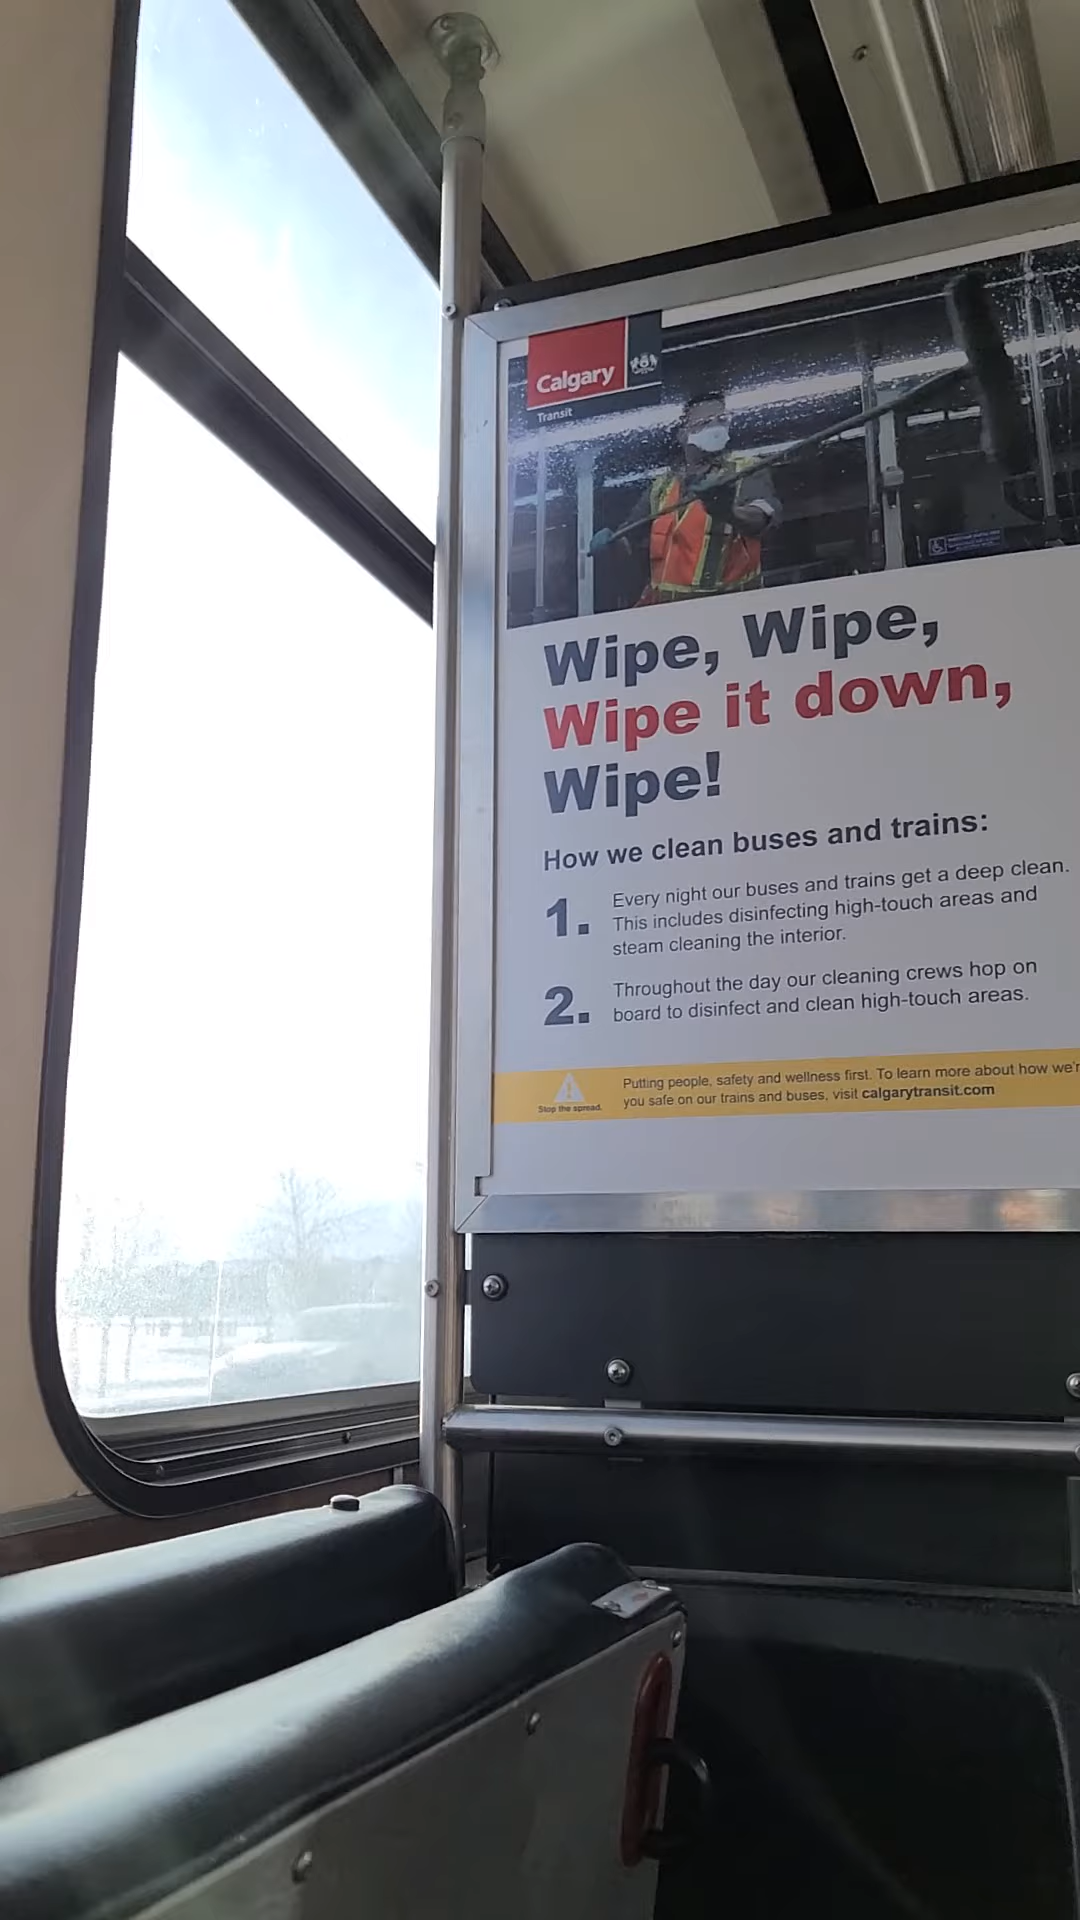 Calgary
Transit
Wipe, Wipe,
Wipe it down,
Wipe!
How we clean buses and trains:
1. Every night our buses and trains get a deep clean.
This includes disinfecting high-touch areas and
steam cleaning the interior.
2. Throughout the day our cleaning crews hop on
board to disinfect and clean high-touch areas.
Stop the spread.
Putting people, safety and wellness first. To learn more about how
you safe on our trains and buses, visit calgarytransit.com